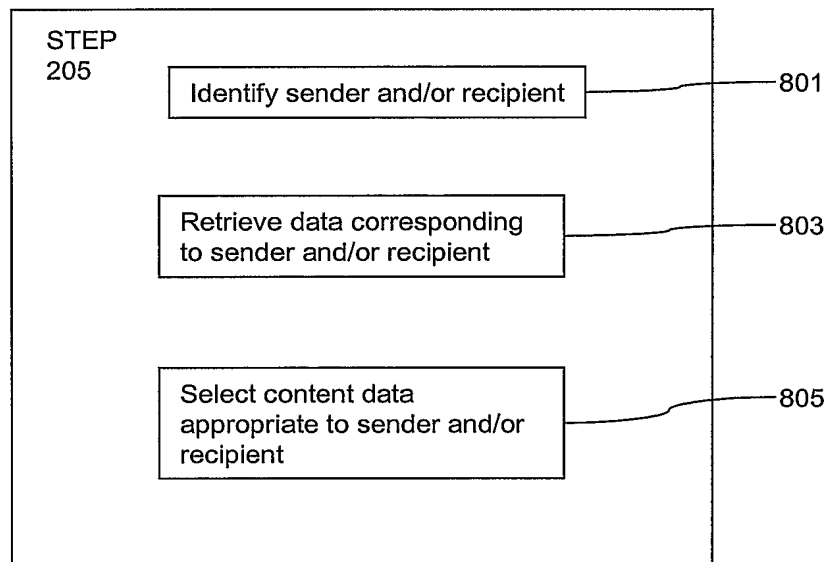 STEP
205
Identify sender and/or recipient
801
Retrieve data corresponding
to sender and/or recipient
803
Select content data
appropriate to sender and/or
recipient
805